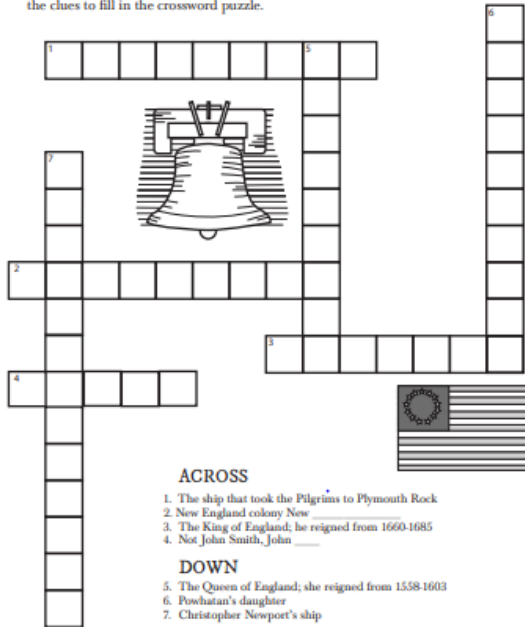 the clues to fill in the crossword puzzle.
6
1
5
7
2
3
4
ACROSS
1. The ship that took the Pilgrims to Plymouth Rock
2. New England colony New ______________
3. The King of England; he reigned from 1660-1685
4. Not John Smith, John ____
DOWN
5. The Queen of England; she reigned from 1558-1603
6. Powhatan's daughter
7. Christopher Newport's ship